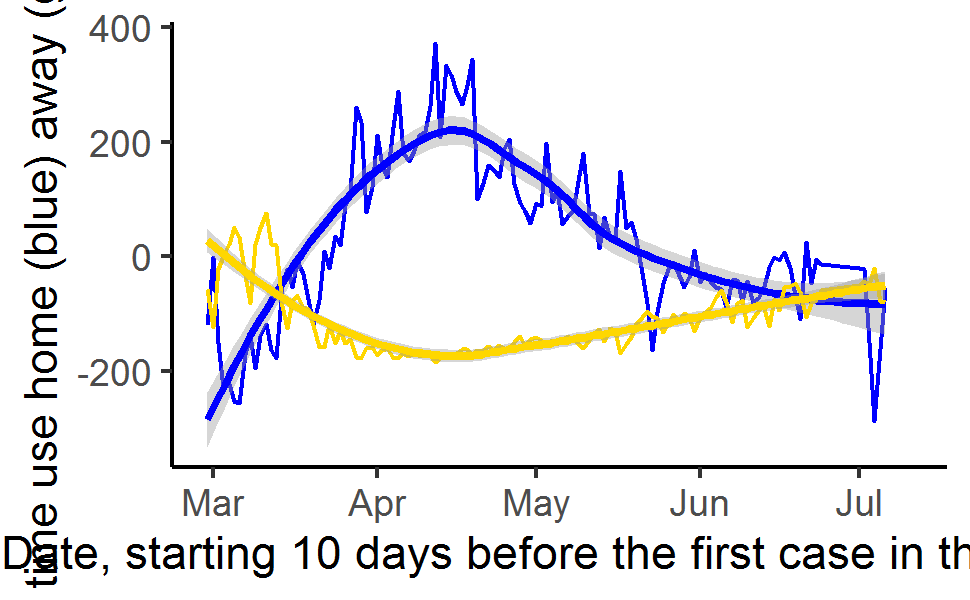 time use home (blue) away (
400
200
0
-200
Mar Apr May Jun Jul
Date, starting 10 days before the first case in th